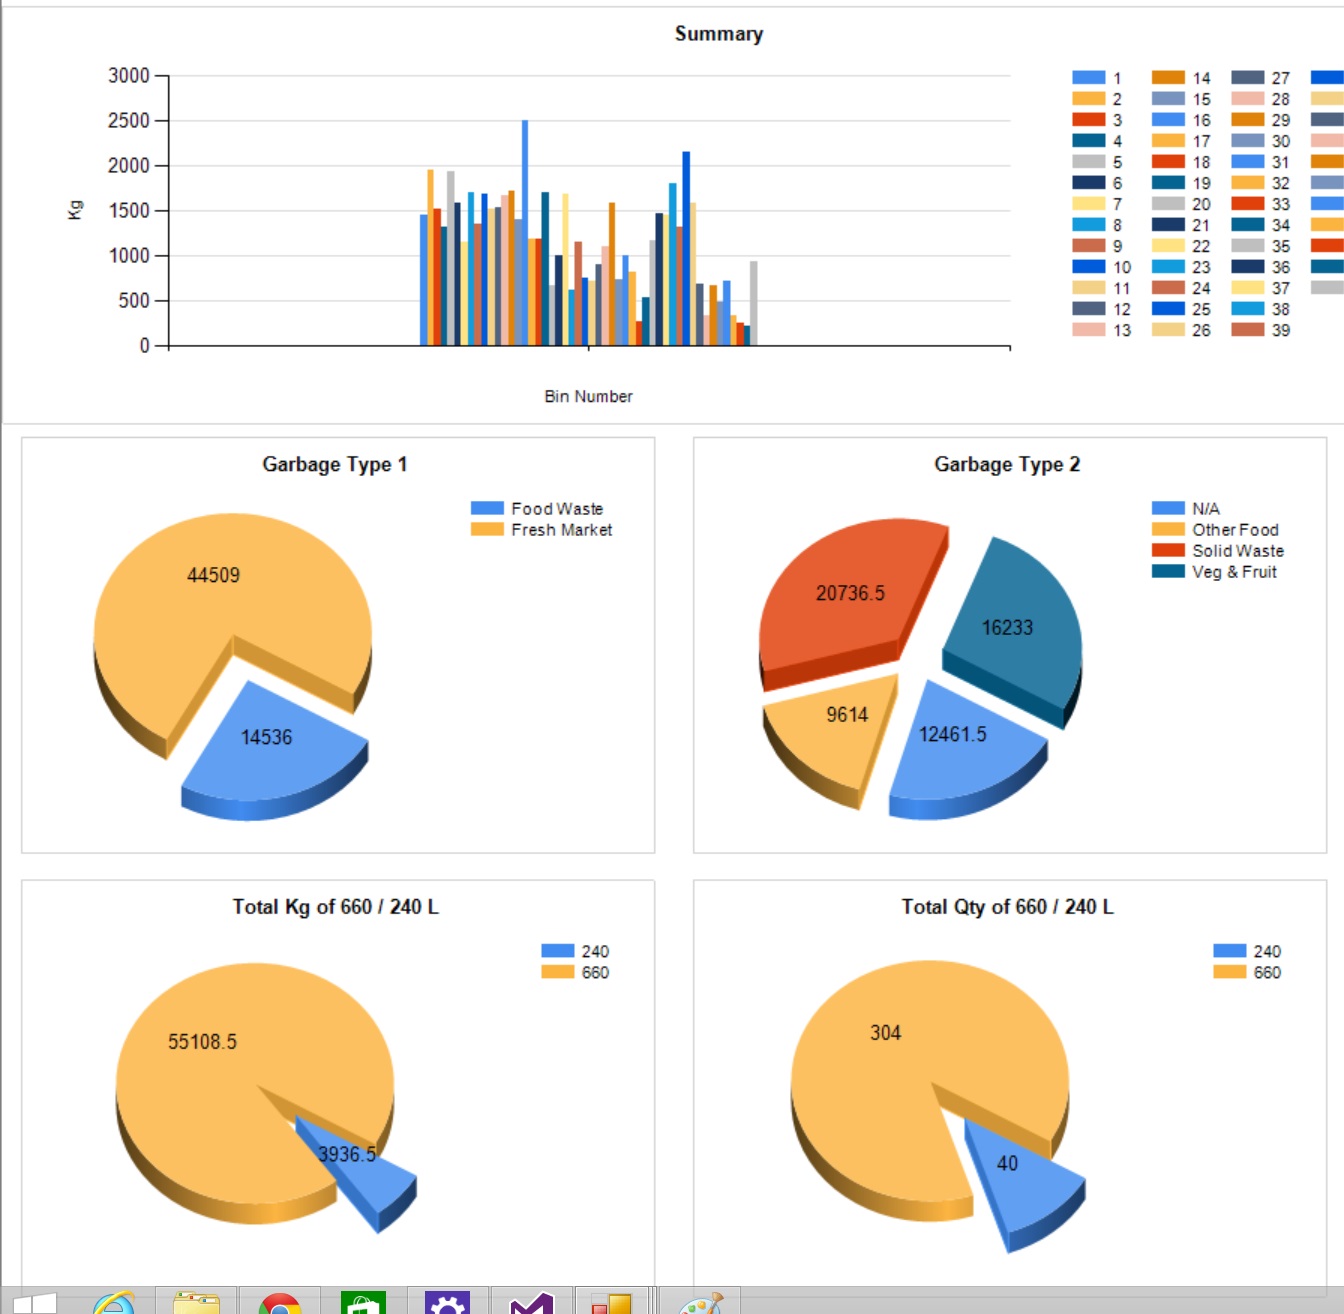 Summary
3000
2500
2000
1500
1000
500
0
Kg
Bin Number
1 14 27
2 15 28
3 16 29
4 17 30
5 18 31
6 19 32
7 20 33
8 21 34
9 22 35
10 23 36
11 24 37
12 25 38
13 26 39
Garbage Type 1
Food Waste
Fresh Market
44509
14536
Garbage Type 2
N/A
Other Food
Solid Waste
Veg & Fruit
20736.5
16233
9614
12461.5
Total Kg of 660 / 240 L
240
660
55108.5
3936.5
Total Qty of 660 / 240 L
240
660
304
40